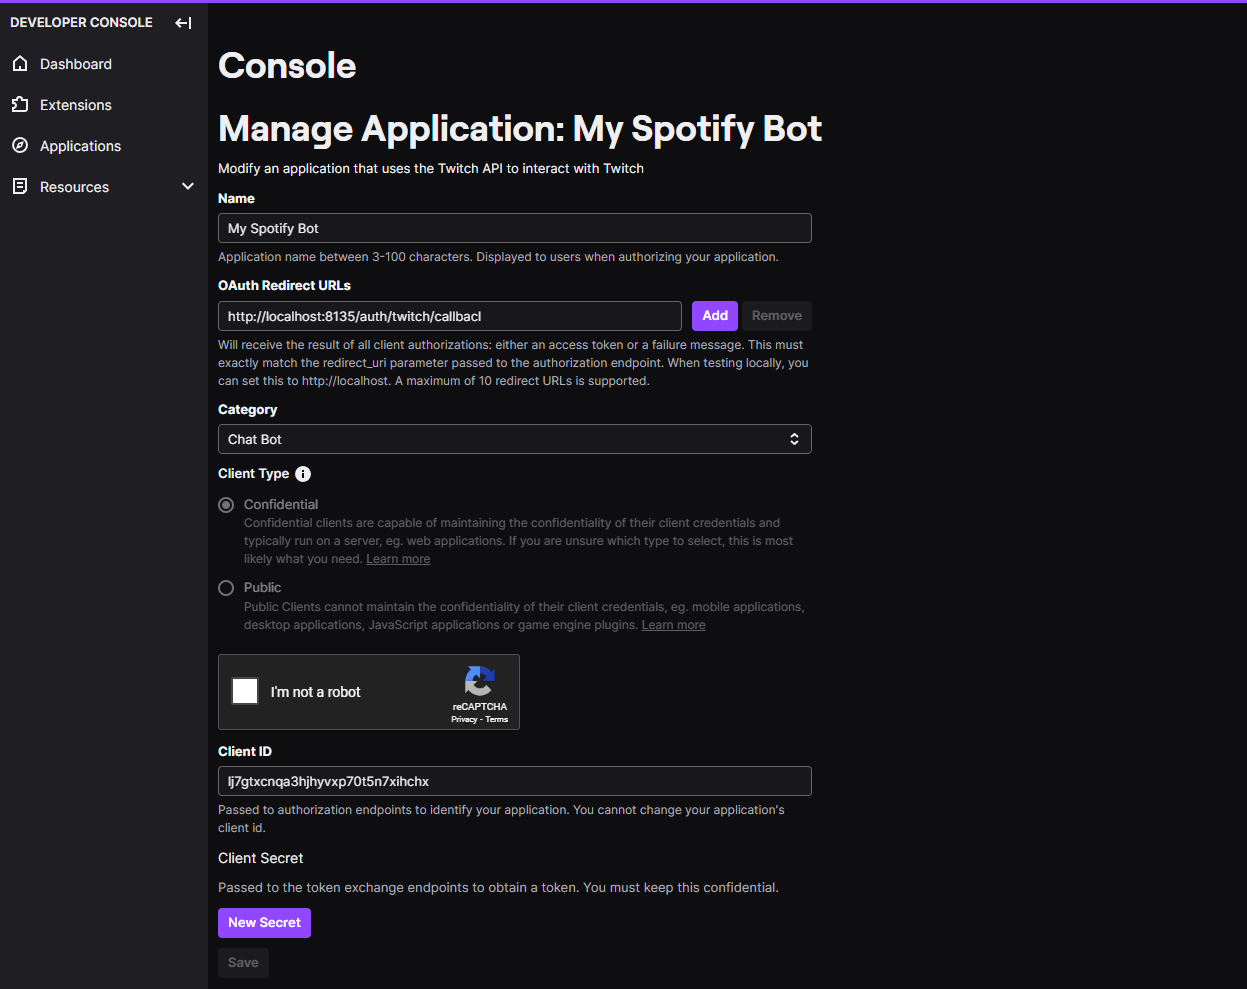 DEVELOPER CONSOLE
Dashboard
Extensions
Applications
Resources
Console
Manage Application: My Spotify Bot
Modify an application that uses the Twitch API to interact with Twitch
Name
My Spotify Bot
Application name between 3-100 characters. Displayed to users when authorizing your application.
OAuth Redirect URLs
http://localhost:8135/auth/twitch/callbacl
Add
Remove
Will receive the result of all client authorizations: either an access token or a failure message. This must
exactly match the redirect_uri parameter passed to the authorization endpoint. When testing locally, you
can set this to http://localhost. A maximum of 10 redirect URLs is supported.
Category
Chat Bot
Client Type
Confidential
Confidential clients are capable of maintaining the confidentiality of their client credentials and
typically run on a server, eg. web applications. If you are unsure which type to select, this is most
likely what you need. Learn more
Public
Public Clients cannot maintain the confidentiality of their client credentials, eg. mobile applications,
desktop applications, JavaScript applications or game engine plugins. Learn more
I'm not a robot
reCAPTCHA
Privacy - Terms
Client ID
lj7gtxcnqa3hjhyvxp70t5n7xihchx
Passed to authorization endpoints to identify your application. You cannot change your application's
client id.
Client Secret
Passed to the token exchange endpoints to obtain a token. You must keep this confidential.
New Secret
Save